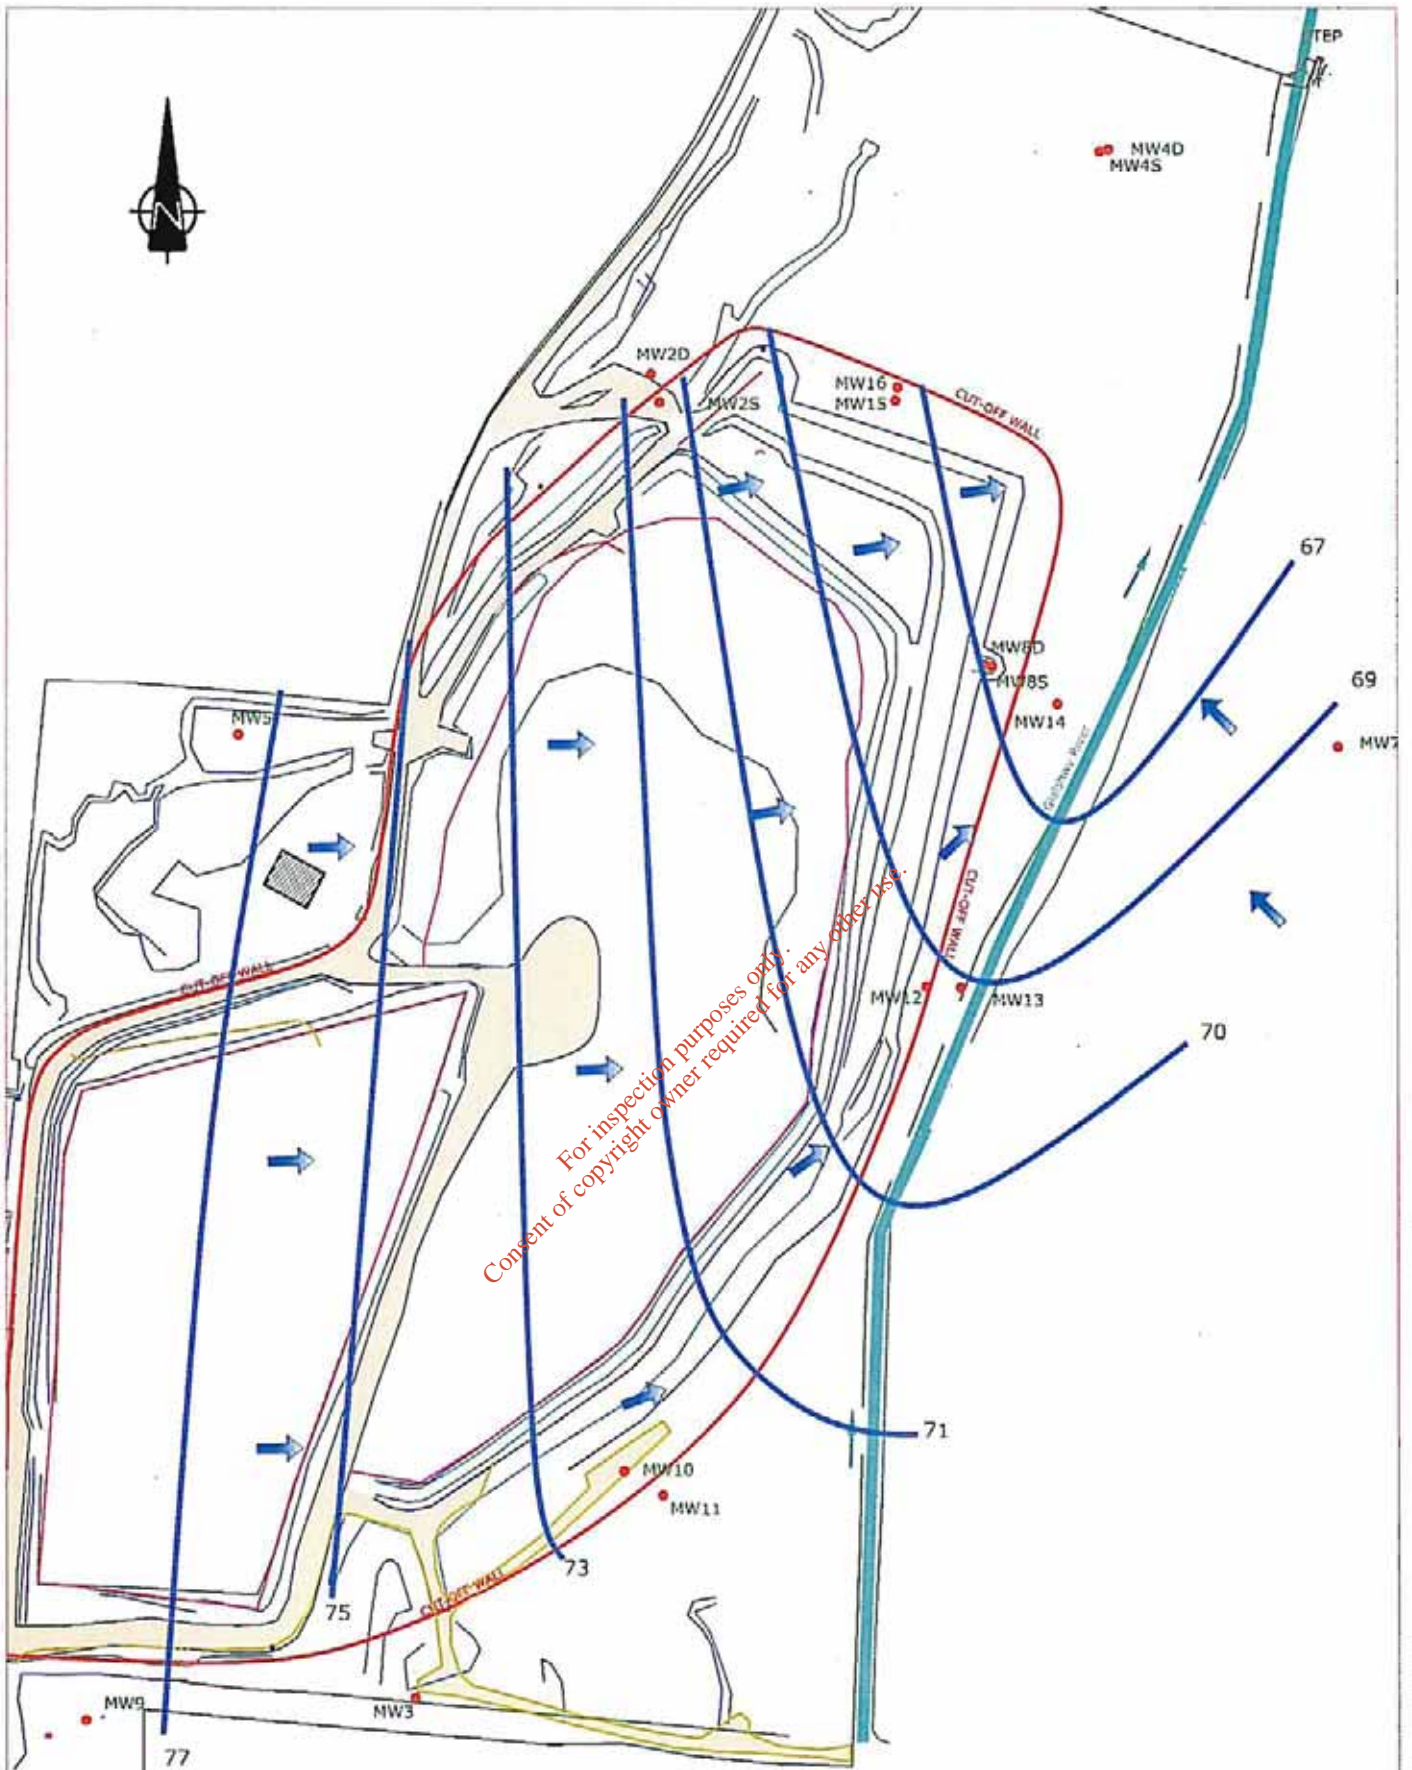 TEP
MW4D
MW4S
N
MW2D
MW2S
MW16
MW1S
CUT-OFF WALL
67
MW8D
MW8S
69
MW14
MW5
MW7
CUT-OFF WALL
For inspection purposes only.
Consent of copyright owner required for any other use.
CUT-OFF WALL
MW12
MW13
70
71
MW10
MW11
73
CUT-OFF WALL
75
MW3
MW9
77